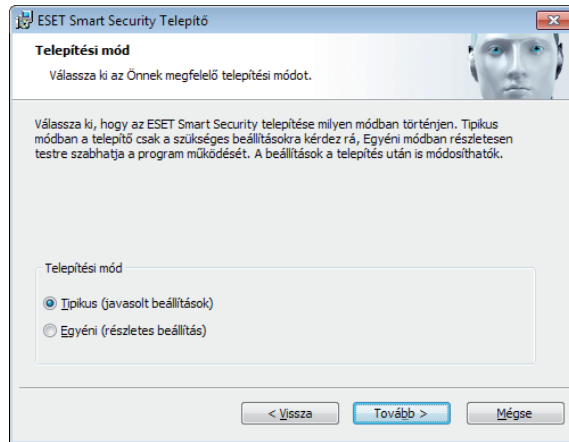 ESET Smart Security Telepítő
Telepítési mód
Válassza ki az Önnek megfelelő telepítési módot.
Válassza ki, hogy az ESET Smart Security telepítése milyen módban történjen. Tipikus
módban a telepítő csak a szükséges beállításokra kérdez rá, Egyéni módban részletesen
testre szabhatja a program működését. A beállítások a telepítés után is módosíthatók.
Telepítési mód
Tipikus (javasolt beállítások)
Egyéni (részletes beállítás)
< Vissza
Tovább >
Mégse